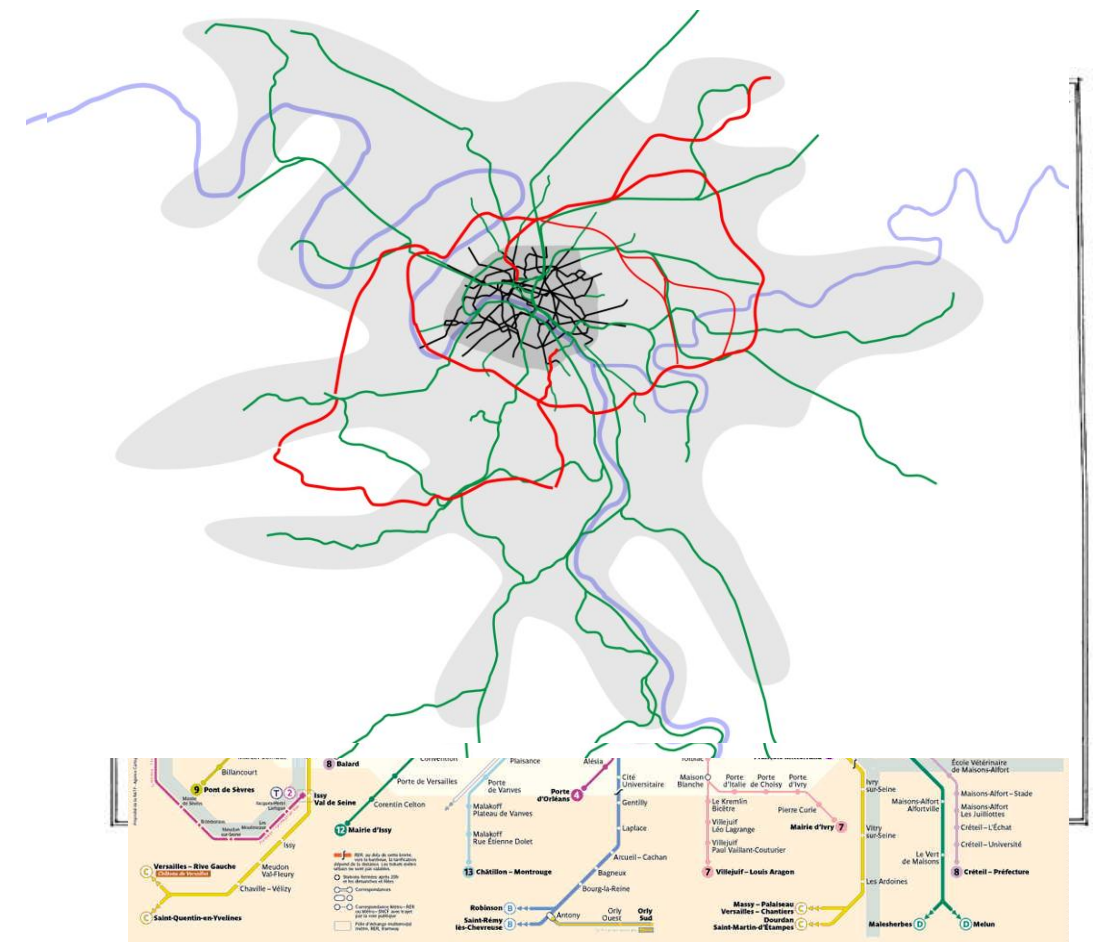 8 Balard
Billancourt
9 Pont de Sèvres
T 2
Issy
Val de Seine
Issy
Meudon
Val-Fleury
Chaville – Vélizy
Versailles – Rive Gauche
Château de Versailles
C
C
Saint-Quentin-en-Yvelines
Porte de Versailles
Corentin Celton
12 Mairie d'Issy
Correspondances
Plaisance
Porte
de Vanves
Malakoff
Plateau de Vanves
Malakoff
Rue Étienne Dolet
13 Châtillon – Montrouge
Alésia
Porte
d'Orléans
4
Cité
Universitaire
Gentilly
Laplace
Arcueil – Cachan
Bagneux
Bourg-la-Reine
Robinson B
Saint-Rémy
lès-Chevreuse B
Antony
Orly
Ouest
Orly
Sud
Maison
Blanche
Porte
d'Italie
Porte
de Choisy
Porte
d'Ivry
Le Kremlin
Bicêtre
Villejuif
Léo Lagrange
Villejuif
Paul Vaillant-Couturier
7 Villejuif – Louis Aragon
Pierre Curie
Mairie d'Ivry 7
Ivry
sur-Seine
Vitry
sur-Seine
Les Ardoines
Massy – Palaiseau
Versailles – Chantiers C
Dourdan
Saint-Martin-d'Étampes C
École Vétérinaire
de Maisons-Alfort
Maisons-Alfort
Alfortville
Le Vert
de Maisons
Malesherbes D
D Melun
Maisons-Alfort – Stade
Maisons-Alfort
Les Juilliottes
Créteil – L'Échat
Créteil – Université
8 Créteil – Préfecture